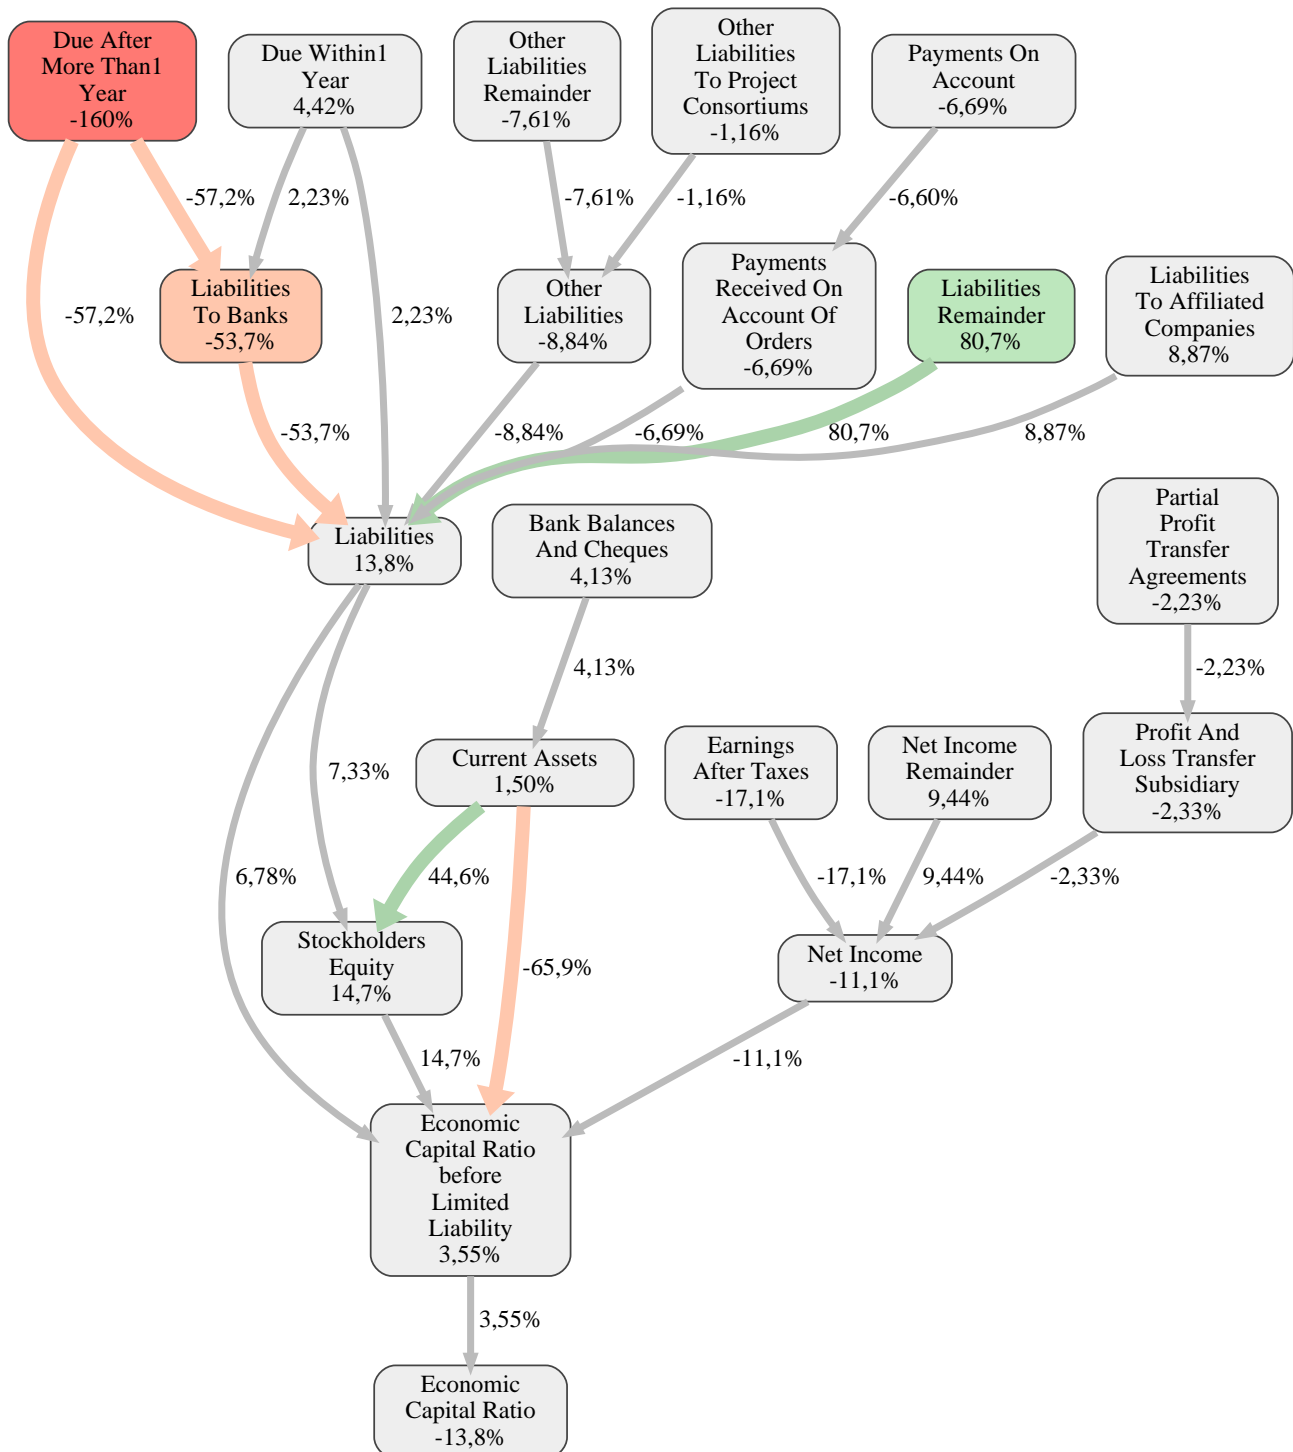 Due After
More Than1
Year
-160%
Due Within1
Year
4,42%
Other
Liabilities
Remainder
-7,61%
Other
Liabilities
To Project
Consortiums
-1,16%
Payments On
Account
-6,69%
-57,2%
2,23%
-7,61%
-1,16%
-6,60%
Liabilities
To Banks
-53,7%
Other
Liabilities
-8,84%
Payments
Received On
Account Of
Orders
-6,69%
Liabilities
Remainder
80,7%
Liabilities
To Affiliated
Companies
8,87%
-57,2%
2,23%
-53,7%
-8,84%
-6,69%
80,7%
8,87%
Liabilities
13,8%
Bank Balances
And Cheques
4,13%
Partial
Profit
Transfer
Agreements
-2,23%
4,13%
-2,23%
7,33%
Current Assets
1,50%
Earnings
After Taxes
-17,1%
Net Income
Remainder
9,44%
Profit And
Loss Transfer
Subsidiary
-2,33%
6,78%
44,6%
-17,1%
9,44%
-2,33%
Stockholders
Equity
14,7%
-65,9%
Net Income
-11,1%
14,7%
-11,1%
Economic
Capital Ratio
before
Limited
Liability
3,55%
3,55%
Economic
Capital Ratio
-13,8%